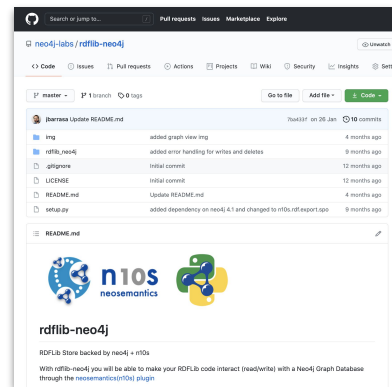 Search or jump to... / Pull requests Issues Marketplace Explore
neo4j-labs / rdflib-neo4j Unwatch
Code Issues Pull requests Actions Projects Wiki Security Insights Sett
master 1 branch 0 tags Go to file Add file Code
jbarrasa Update README.md on 26 Jan 10 commits
img added graph view img 4 months ago
rdflib_neo4j added error handling for writes and deletes 9 months ago
.gitignore Initial commit 12 months ago
LICENSE Initial commit 12 months ago
README.md Update README.md 4 months ago
setup.py added dependency on neo4j 4.1 and changed to n10s.rdf.export.spo 9 months ago
README.md
n10s
neosemantics
rdflib-neo4j
RDFLib Store backed by neo4j + n10s
With rdflib-neo4j you will be able to make your RDFLib code interact (read/write) with a Neo4j Graph Database
through the neosemantics(n10s) plugin